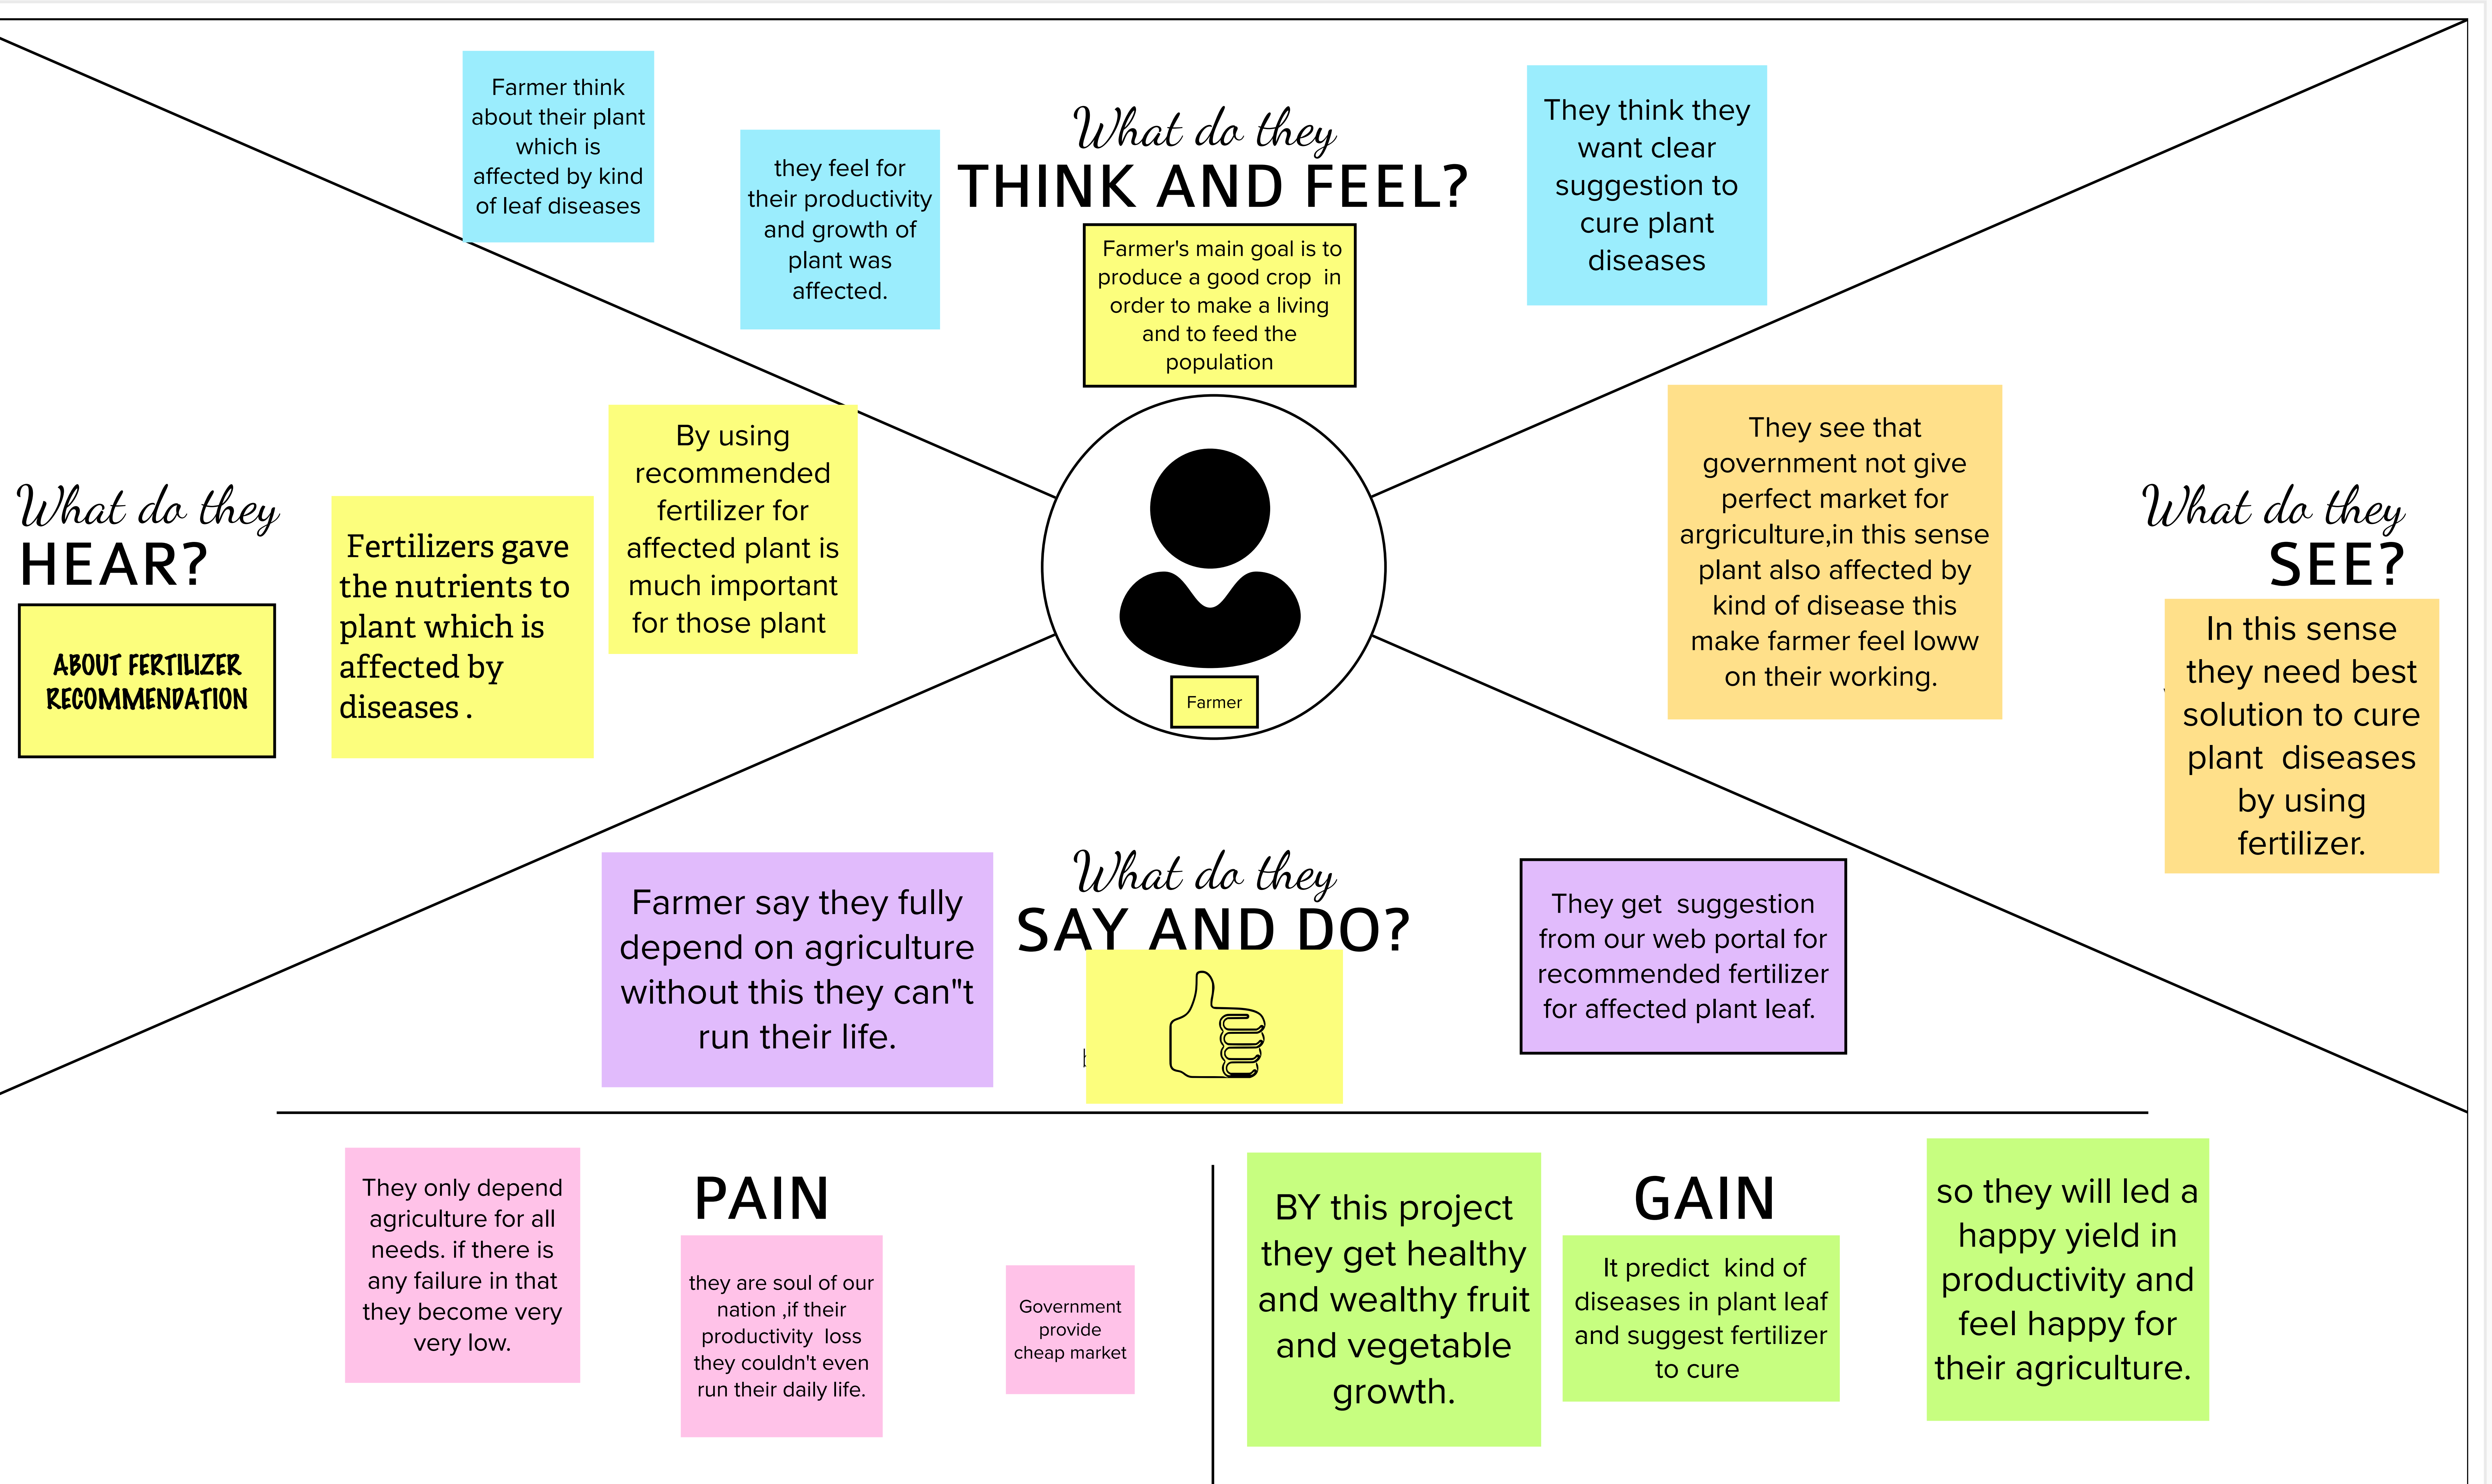 Farmer think
about their plant
which is
affected by kind
of leaf diseases
they feel for
their productivity
and growth of
plant was
affected.
What do they
THINK AND FEEL?
Farmer's main goal is to
produce a good crop in
order to make a living
and to feed the
population
They think they
want clear
suggestion to
cure plant
diseases
What do they
HEAR?
ABOUT FERTILIZER
RECOMMENDATION
Fertilizers gave
the nutrients to
plant which is
affected by
diseases .
By using
recommended
fertilizer for
affected plant is
much important
for those plant
Farmer
They see that
government not give
perfect market for
argriculture,in this sense
plant also affected by
kind of disease this
make farmer feel loww
on their working.
What do they
SEE?
In this sense
they need best
solution to cure
plant diseases
by using
fertilizer.
Farmer say they fully
depend on agriculture
without this they can"t
run their life.
What do they
SAY AND DO?
They get suggestion
from our web portal for
recommended fertilizer
for affected plant leaf.
They only depend
agriculture for all
needs. if there is
any failure in that
they become very
very low.
PAIN
they are soul of our
nation ,if their
productivity loss
they couldn't even
run their daily life.
Government
provide
cheap market
BY this project
they get healthy
and wealthy fruit
and vegetable
growth.
GAIN
It predict kind of
diseases in plant leaf
and suggest fertilizer
to cure
so they will led a
happy yield in
productivity and
feel happy for
their agriculture.